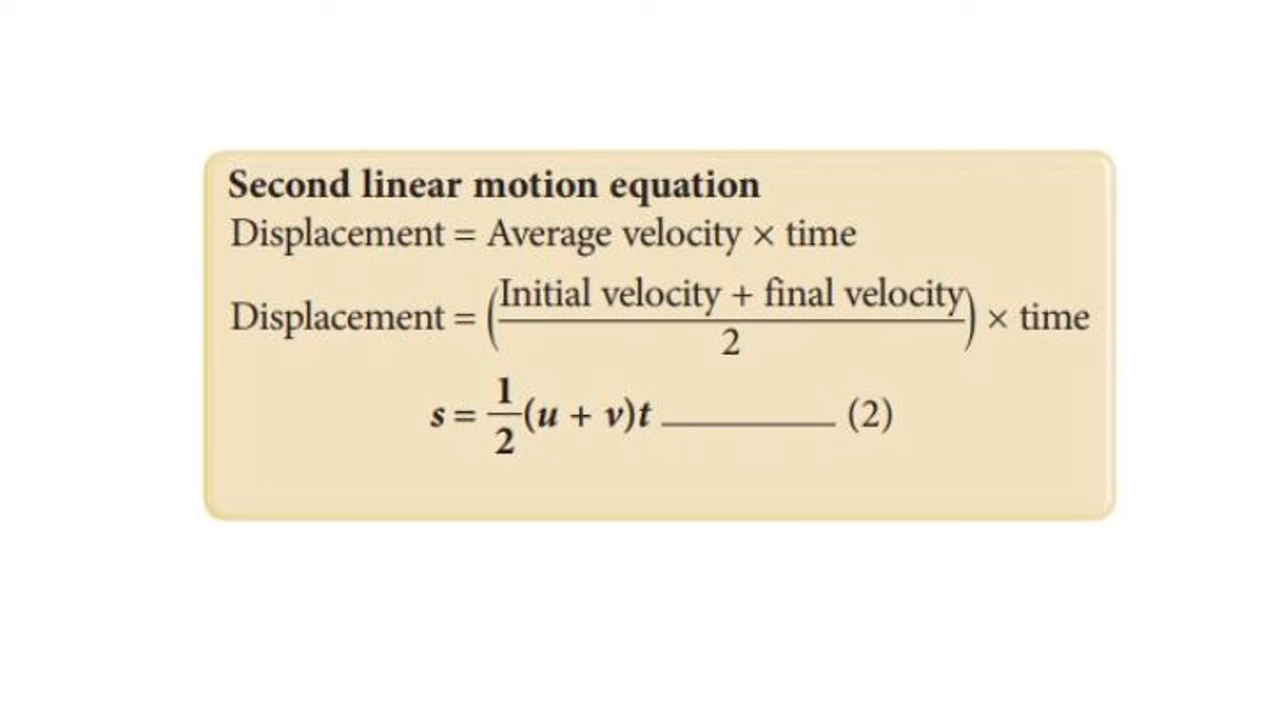 Second linear motion equation
Displacement = Average velocity × time
Displacement = (Initial velocity + final velocity / 2) × time
s = 1/2 (u + v)t ________ (2)